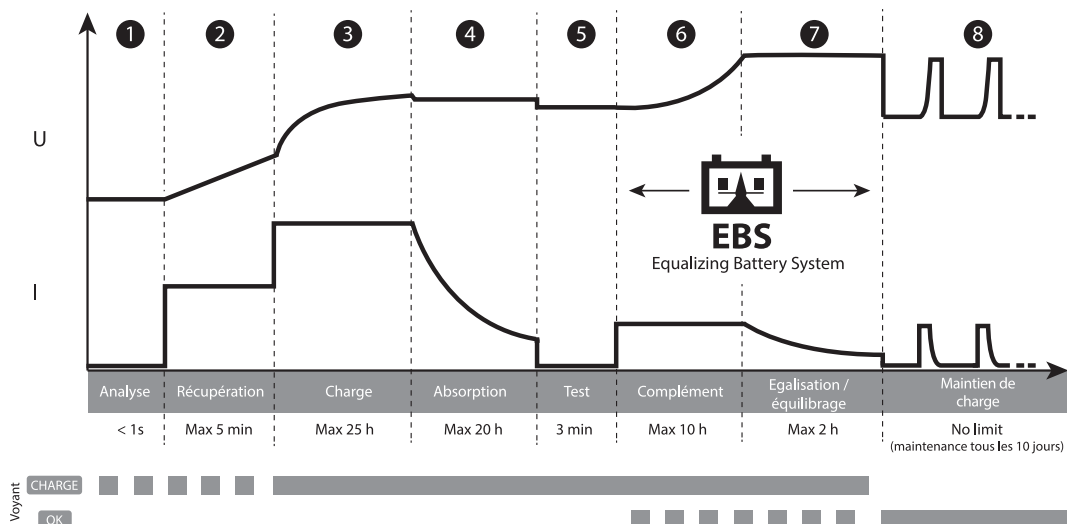 1 2 3 4 5 6 7 8
U
EBS
Equalizing Battery System
I
Analyse Récupération Charge Absorption Test Complément Egalisation / équilibrage Maintien de charge
< 1s Max 5 min Max 25 h Max 20 h 3 min Max 10 h Max 2 h No limit
(maintenance tous les 10 jours)
Voyant
CHARGE
OK